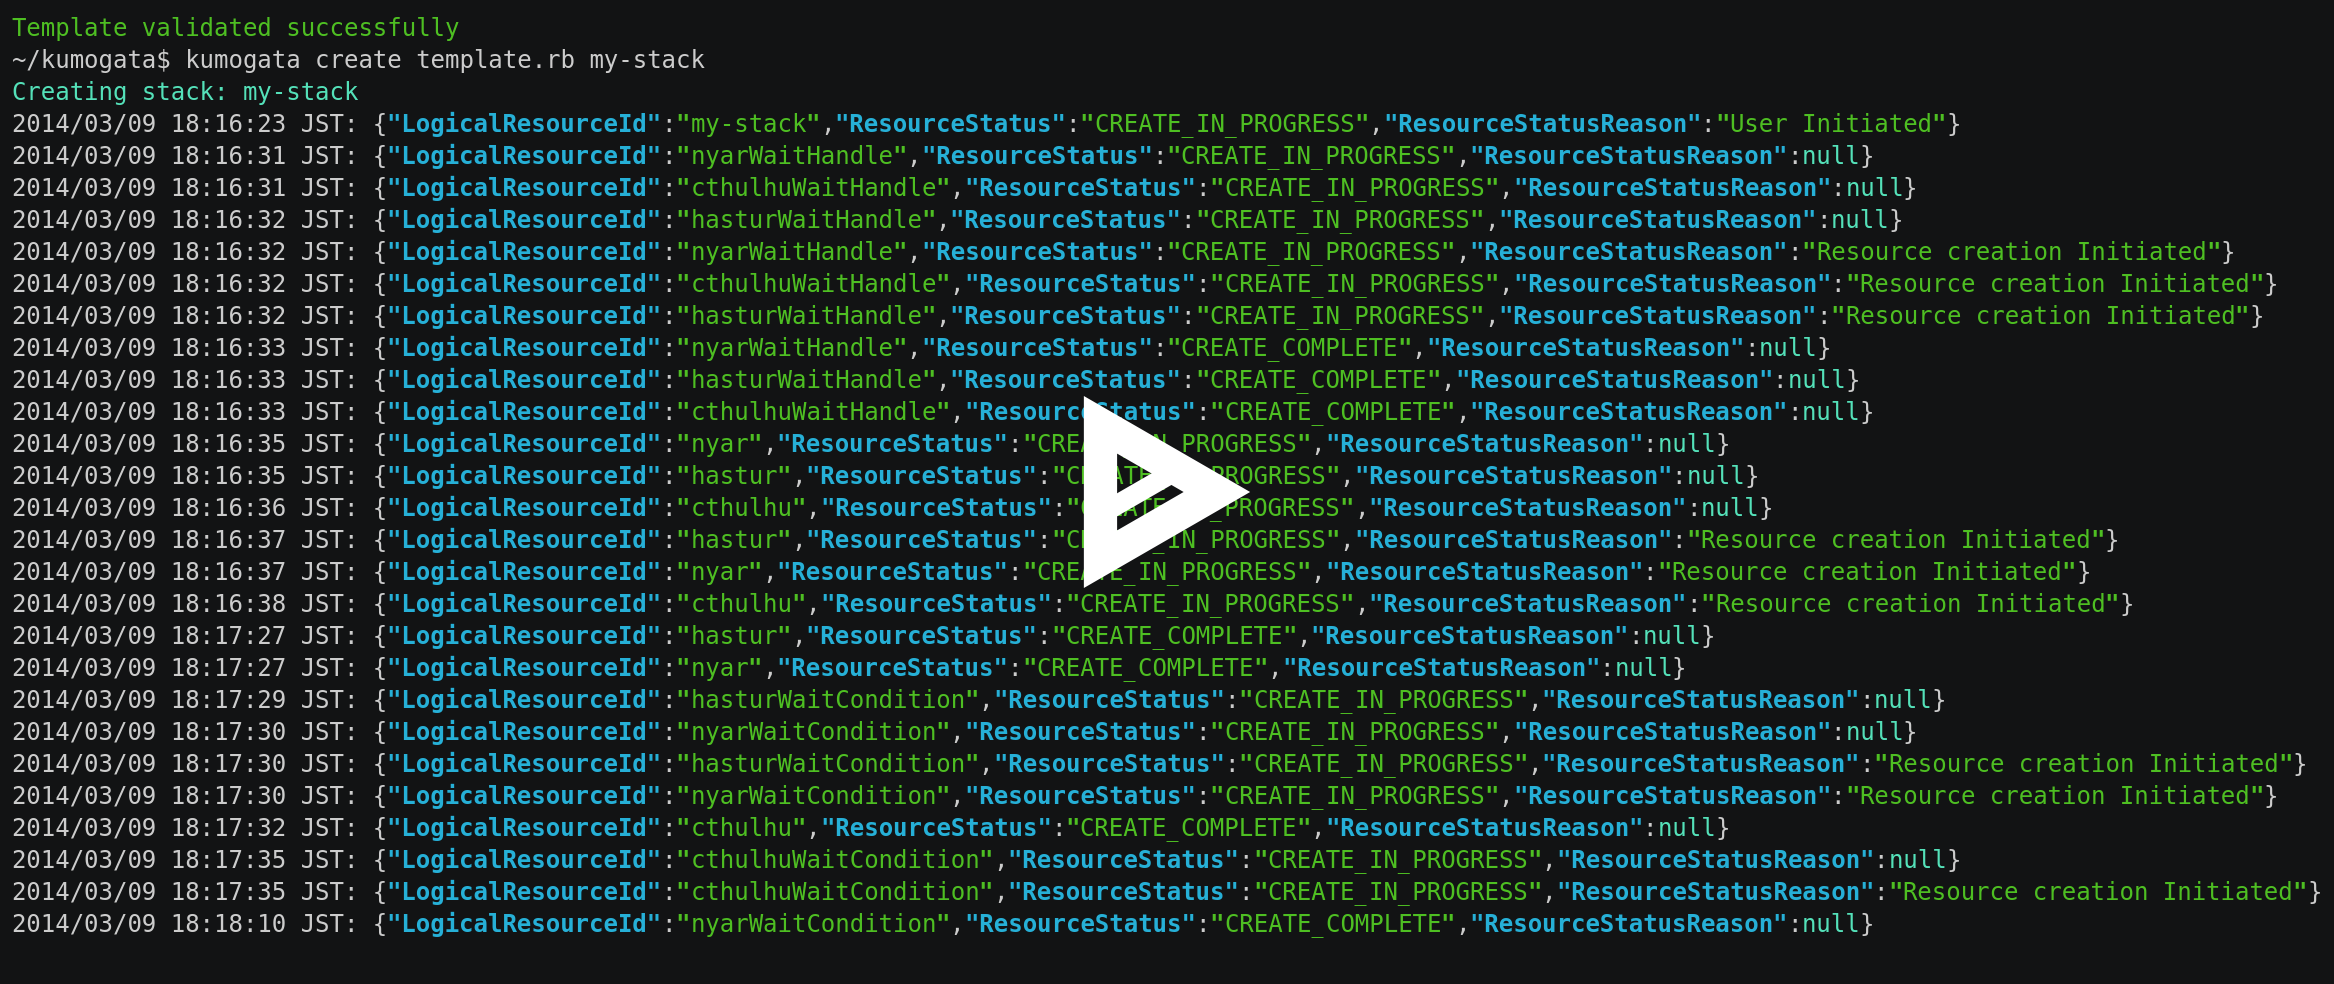 Template validated successfully
~/kumogata$ kumogata create template.rb my-stack
Creating stack: my-stack
2014/03/09 18:16:23 JST: {"LogicalResourceId":"my-stack","ResourceStatus":"CREATE_IN_PROGRESS","ResourceStatusReason":"User Initiated"}
2014/03/09 18:16:31 JST: {"LogicalResourceId":"nyarWaitHandle","ResourceStatus":"CREATE_IN_PROGRESS","ResourceStatusReason":null}
2014/03/09 18:16:31 JST: {"LogicalResourceId":"cthulhuWaitHandle","ResourceStatus":"CREATE_IN_PROGRESS","ResourceStatusReason":null}
2014/03/09 18:16:32 JST: {"LogicalResourceId":"hasturWaitHandle","ResourceStatus":"CREATE_IN_PROGRESS","ResourceStatusReason":null}
2014/03/09 18:16:32 JST: {"LogicalResourceId":"nyarWaitHandle","ResourceStatus":"CREATE_IN_PROGRESS","ResourceStatusReason":"Resource creation Initiated"}
2014/03/09 18:16:32 JST: {"LogicalResourceId":"cthulhuWaitHandle","ResourceStatus":"CREATE_IN_PROGRESS","ResourceStatusReason":"Resource creation Initiated"}
2014/03/09 18:16:32 JST: {"LogicalResourceId":"hasturWaitHandle","ResourceStatus":"CREATE_IN_PROGRESS","ResourceStatusReason":"Resource creation Initiated"}
2014/03/09 18:16:33 JST: {"LogicalResourceId":"nyarWaitHandle","ResourceStatus":"CREATE_COMPLETE","ResourceStatusReason":null}
2014/03/09 18:16:33 JST: {"LogicalResourceId":"hasturWaitHandle","ResourceStatus":"CREATE_COMPLETE","ResourceStatusReason":null}
2014/03/09 18:16:33 JST: {"LogicalResourceId":"cthulhuWaitHandle","ResourceStatus":"CREATE_COMPLETE","ResourceStatusReason":null}
2014/03/09 18:16:35 JST: {"LogicalResourceId":"nyar","ResourceStatus":"CREATE_IN_PROGRESS","ResourceStatusReason":null}
2014/03/09 18:16:35 JST: {"LogicalResourceId":"hastur","ResourceStatus":"CREATE_IN_PROGRESS","ResourceStatusReason":null}
2014/03/09 18:16:36 JST: {"LogicalResourceId":"cthulhu","ResourceStatus":"CREATE_IN_PROGRESS","ResourceStatusReason":null}
2014/03/09 18:16:37 JST: {"LogicalResourceId":"hastur","ResourceStatus":"CREATE_IN_PROGRESS","ResourceStatusReason":"Resource creation Initiated"}
2014/03/09 18:16:37 JST: {"LogicalResourceId":"nyar","ResourceStatus":"CREATE_IN_PROGRESS","ResourceStatusReason":"Resource creation Initiated"}
2014/03/09 18:16:38 JST: {"LogicalResourceId":"cthulhu","ResourceStatus":"CREATE_IN_PROGRESS","ResourceStatusReason":"Resource creation Initiated"}
2014/03/09 18:17:27 JST: {"LogicalResourceId":"hastur","ResourceStatus":"CREATE_COMPLETE","ResourceStatusReason":null}
2014/03/09 18:17:27 JST: {"LogicalResourceId":"nyar","ResourceStatus":"CREATE_COMPLETE","ResourceStatusReason":null}
2014/03/09 18:17:29 JST: {"LogicalResourceId":"hasturWaitCondition","ResourceStatus":"CREATE_IN_PROGRESS","ResourceStatusReason":null}
2014/03/09 18:17:30 JST: {"LogicalResourceId":"nyarWaitCondition","ResourceStatus":"CREATE_IN_PROGRESS","ResourceStatusReason":null}
2014/03/09 18:17:30 JST: {"LogicalResourceId":"hasturWaitCondition","ResourceStatus":"CREATE_IN_PROGRESS","ResourceStatusReason":"Resource creation Initiated"}
2014/03/09 18:17:30 JST: {"LogicalResourceId":"nyarWaitCondition","ResourceStatus":"CREATE_IN_PROGRESS","ResourceStatusReason":"Resource creation Initiated"}
2014/03/09 18:17:32 JST: {"LogicalResourceId":"cthulhu","ResourceStatus":"CREATE_COMPLETE","ResourceStatusReason":null}
2014/03/09 18:17:35 JST: {"LogicalResourceId":"cthulhuWaitCondition","ResourceStatus":"CREATE_IN_PROGRESS","ResourceStatusReason":null}
2014/03/09 18:17:35 JST: {"LogicalResourceId":"cthulhuWaitCondition","ResourceStatus":"CREATE_IN_PROGRESS","ResourceStatusReason":"Resource creation Initiated"}
2014/03/09 18:18:10 JST: {"LogicalResourceId":"nyarWaitCondition","ResourceStatus":"CREATE_COMPLETE","ResourceStatusReason":null}